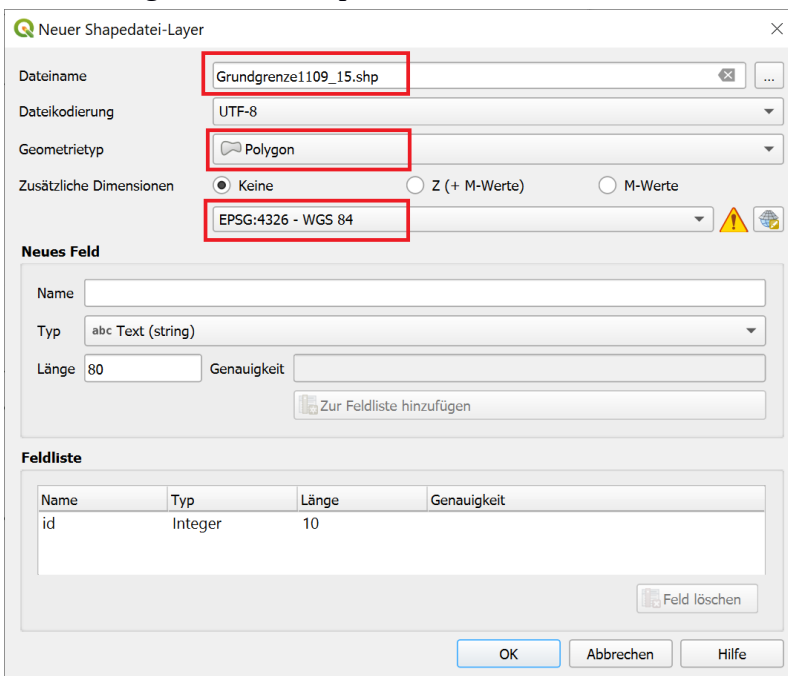 Neuer Shapedatei-Layer
Dateiname Grundgrenze1109_15.shp ...
Dateikodierung UTF-8
Geometrietyp Polygon
Zusätzliche Dimensionen Keine Z (+ M-Werte) M-Werte
EPSG:4326 - WGS 84
Neues Feld
Name
Typ abc Text (string)
Länge 80 Genauigkeit
Zur Feldliste hinzufügen
Feldliste
Name Typ Länge Genauigkeit
id Integer 10
Feld löschen
OK Abbrechen Hilfe